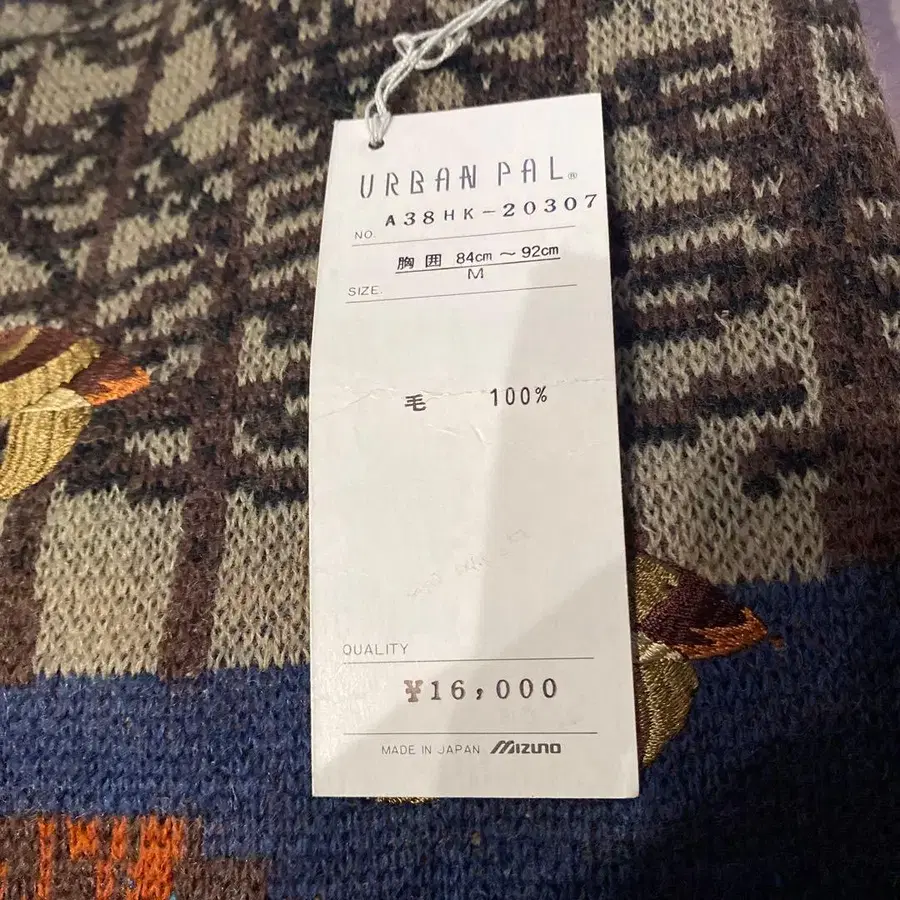 URBAN PAL®
NO. A38HK-20307
胸囲 84cm～92cm
SIZE. M
毛 100%
QUALITY
¥16,000
MADE IN JAPAN MIZUNO